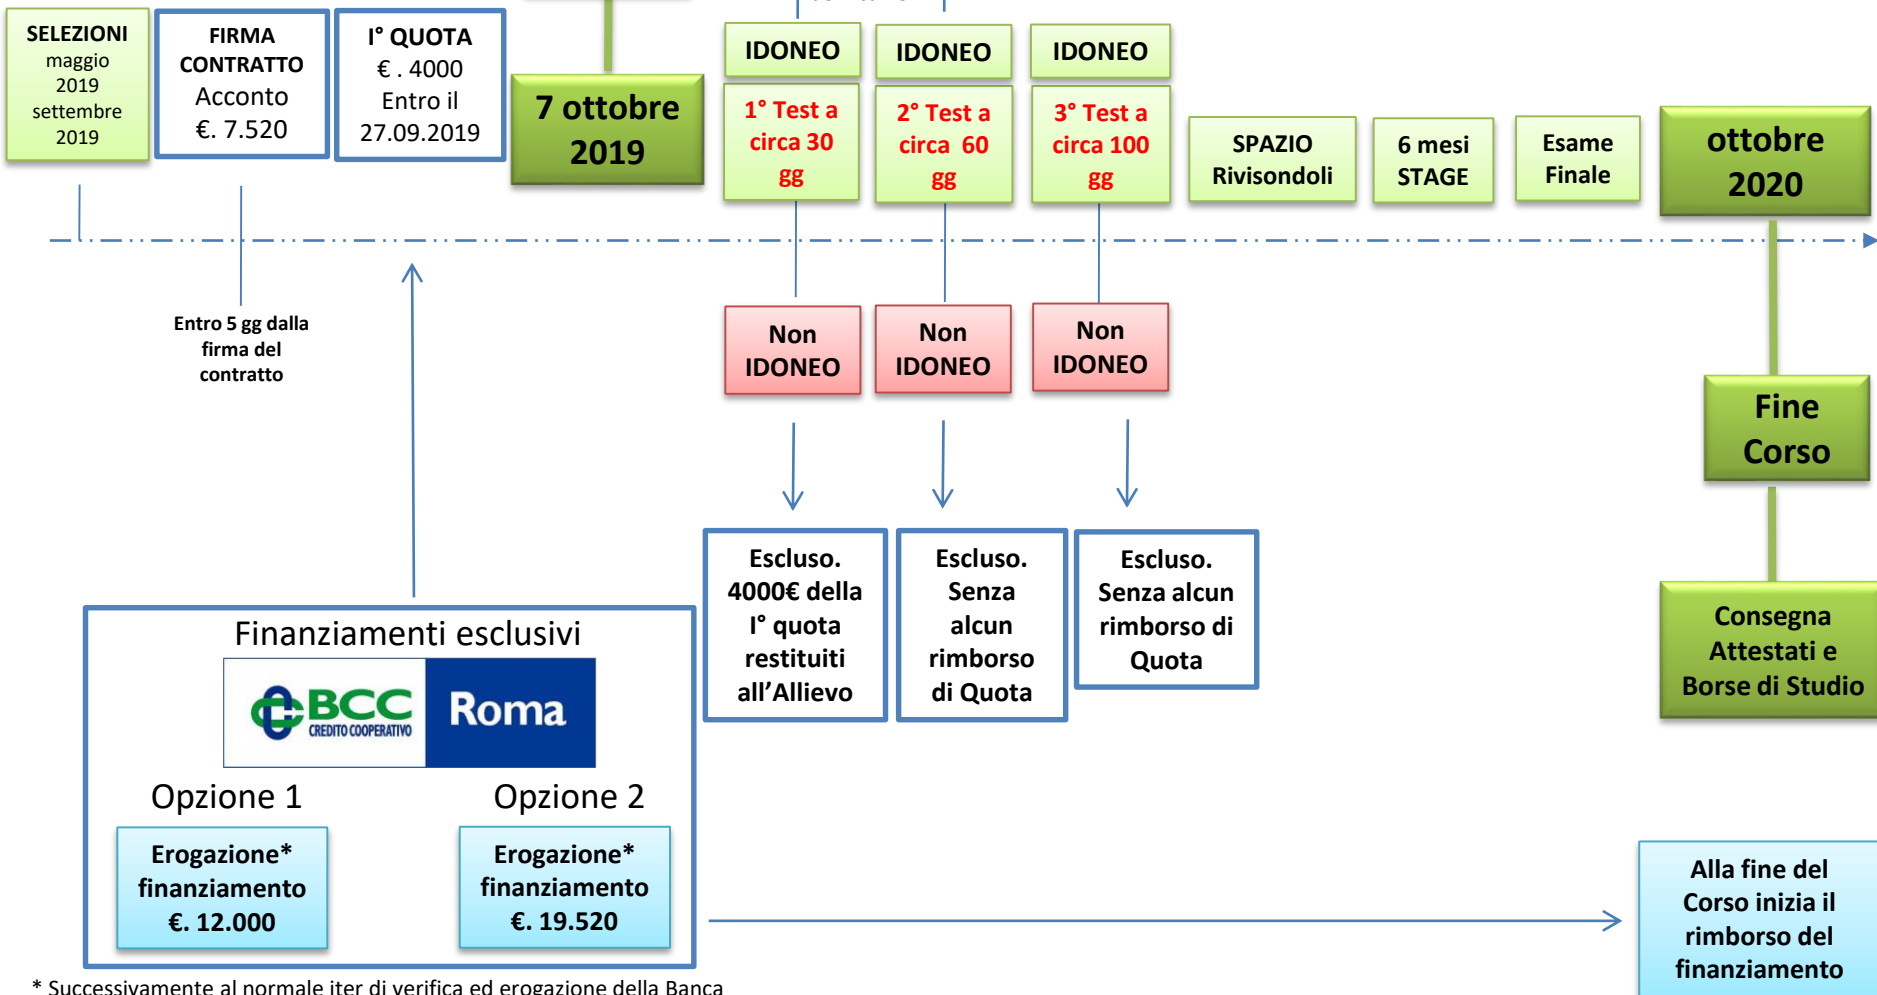 SELEZIONI
maggio
2019
settembre
2019
FIRMA
CONTRATTO
Acconto
€. 7.520
I° QUOTA
€ . 4000
Entro il
27.09.2019
7 ottobre
2019
IDONEO
1° Test a
circa 30
gg
IDONEO
2° Test a
circa 60
gg
IDONEO
3° Test a
circa 100
gg
SPAZIO
Rivisondoli
6 mesi
STAGE
Esame
Finale
ottobre
2020
Entro 5 gg dalla
firma del
contratto
Non
IDONEO
Non
IDONEO
Non
IDONEO
Fine
Corso
Escluso.
4000€ della
I° quota
restituiti
all'Allievo
Escluso.
Senza
alcun
rimborso
di Quota
Escluso.
Senza alcun
rimborso di
Quota
Consegna
Attestati e
Borse di Studio
Finanziamenti esclusivi
BCC
CREDITO COOPERATIVO
Roma
Opzione 1
Opzione 2
Erogazione*
finanziamento
€. 12.000
Erogazione*
finanziamento
€. 19.520
Alla fine del
Corso inizia il
rimborso del
finanziamento
* Successivamente al normale iter di verifica ed erogazione della Banca